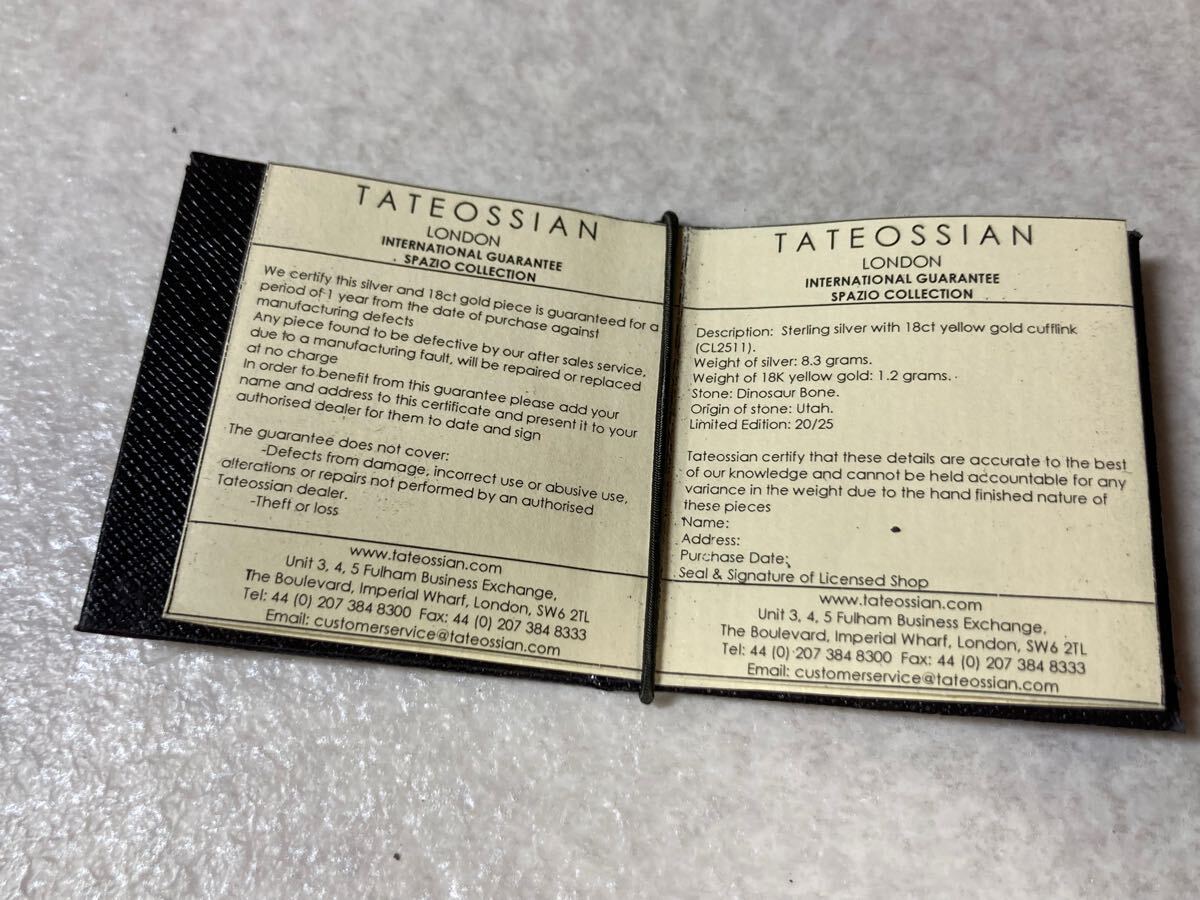 TATEOSSIAN
LONDON
INTERNATIONAL GUARANTEE
SPAZIO COLLECTION
We certify this silver and 18ct gold piece is guaranteed for a
period of 1 year from the date of purchase against
manufacturing defects
Any piece found to be defective by our after sales service,
due to a manufacturing fault, will be repaired or replaced
at no charge
In order to benefit from this guarantee please add your
name and address to this certificate and present it to your
authorised dealer for them to date and sign
The guarantee does not cover:
-Defects from damage, incorrect use or abusive use,
alterations or repairs not performed by an authorised
Tateossian dealer.
-Theft or loss
www.tateossian.com
Unit 3, 4, 5 Fulham Business Exchange,
The Boulevard, Imperial Wharf, London, SW6 2TL
Tel: 44 (0) 207 384 8300 Fax: 44 (0) 207 384 8333
Email: customerservice@tateossian.com
TATEOSSIAN
LONDON
INTERNATIONAL GUARANTEE
SPAZIO COLLECTION
Description: Sterling silver with 18ct yellow gold cufflink
(CL2511).
Weight of silver: 8.3 grams.
Weight of 18K yellow gold: 1.2 grams.
Stone: Dinosaur Bone.
Origin of stone: Utah.
Limited Edition: 20/25
Tateossian certify that these details are accurate to the best
of our knowledge and cannot be held accountable for any
variance in the weight due to the hand finished nature of
these pieces
Name:
Address:
Purchase Date:
Seal & Signature of Licensed Shop
www.tateossian.com
Unit 3, 4, 5 Fulham Business Exchange,
The Boulevard, Imperial Wharf, London, SW6 2TL
Tel: 44 (0) 207 384 8300 Fax: 44 (0) 207 384 8333
Email: customerservice@tateossian.com